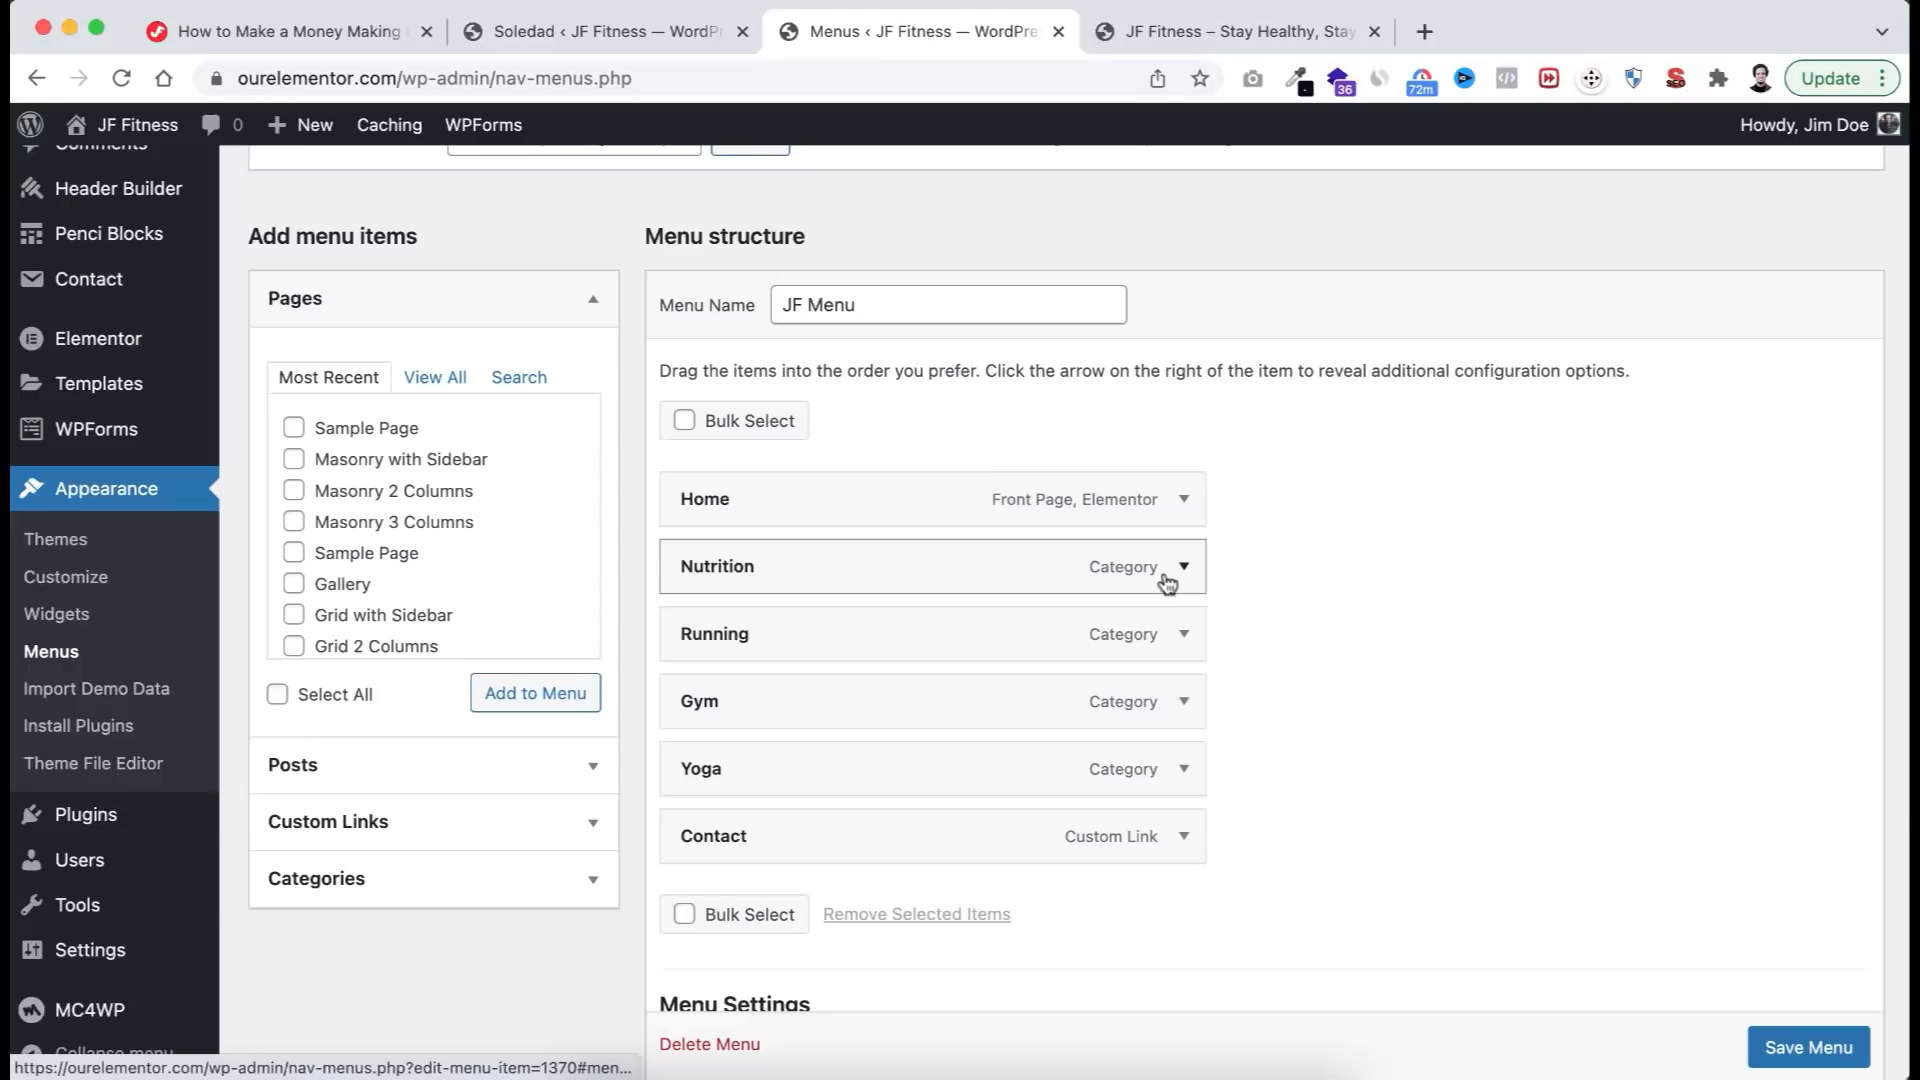 How to Make a Money Making
Soledad ‹ JF Fitness — WordPr
Menus ‹ JF Fitness — WordPre
JF Fitness – Stay Healthy, Stay
ourelementor.com/wp-admin/nav-menus.php
36
72m
SEO
Update
JF Fitness
0
New
Caching
WPForms
Howdy, Jim Doe
Comments
Header Builder
Penci Blocks
Contact
Elementor
Templates
WPForms
Appearance
Themes
Customize
Widgets
Menus
Import Demo Data
Install Plugins
Theme File Editor
Plugins
Users
Tools
Settings
MC4WP
Collapse menu
Add menu items
Pages
Most Recent
View All
Search
Sample Page
Masonry with Sidebar
Masonry 2 Columns
Masonry 3 Columns
Sample Page
Gallery
Grid with Sidebar
Grid 2 Columns
Select All
Add to Menu
Posts
Custom Links
Categories
Menu structure
Menu Name
JF Menu
Drag the items into the order you prefer. Click the arrow on the right of the item to reveal additional configuration options.
Bulk Select
Home
Front Page, Elementor
Nutrition
Category
Running
Category
Gym
Category
Yoga
Category
Contact
Custom Link
Bulk Select
Remove Selected Items
Menu Settings
Delete Menu
Save Menu
https://ourelementor.com/wp-admin/nav-menus.php?edit-menu-item=1370#men...